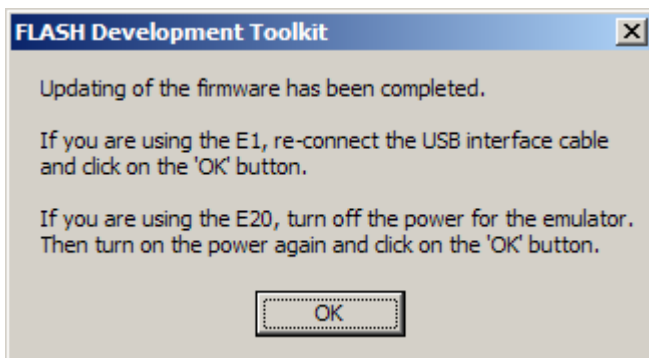 FLASH Development Toolkit
Updating of the firmware has been completed.
If you are using the E1, re-connect the USB interface cable
and click on the 'OK' button.
If you are using the E20, turn off the power for the emulator.
Then turn on the power again and click on the 'OK' button.
OK